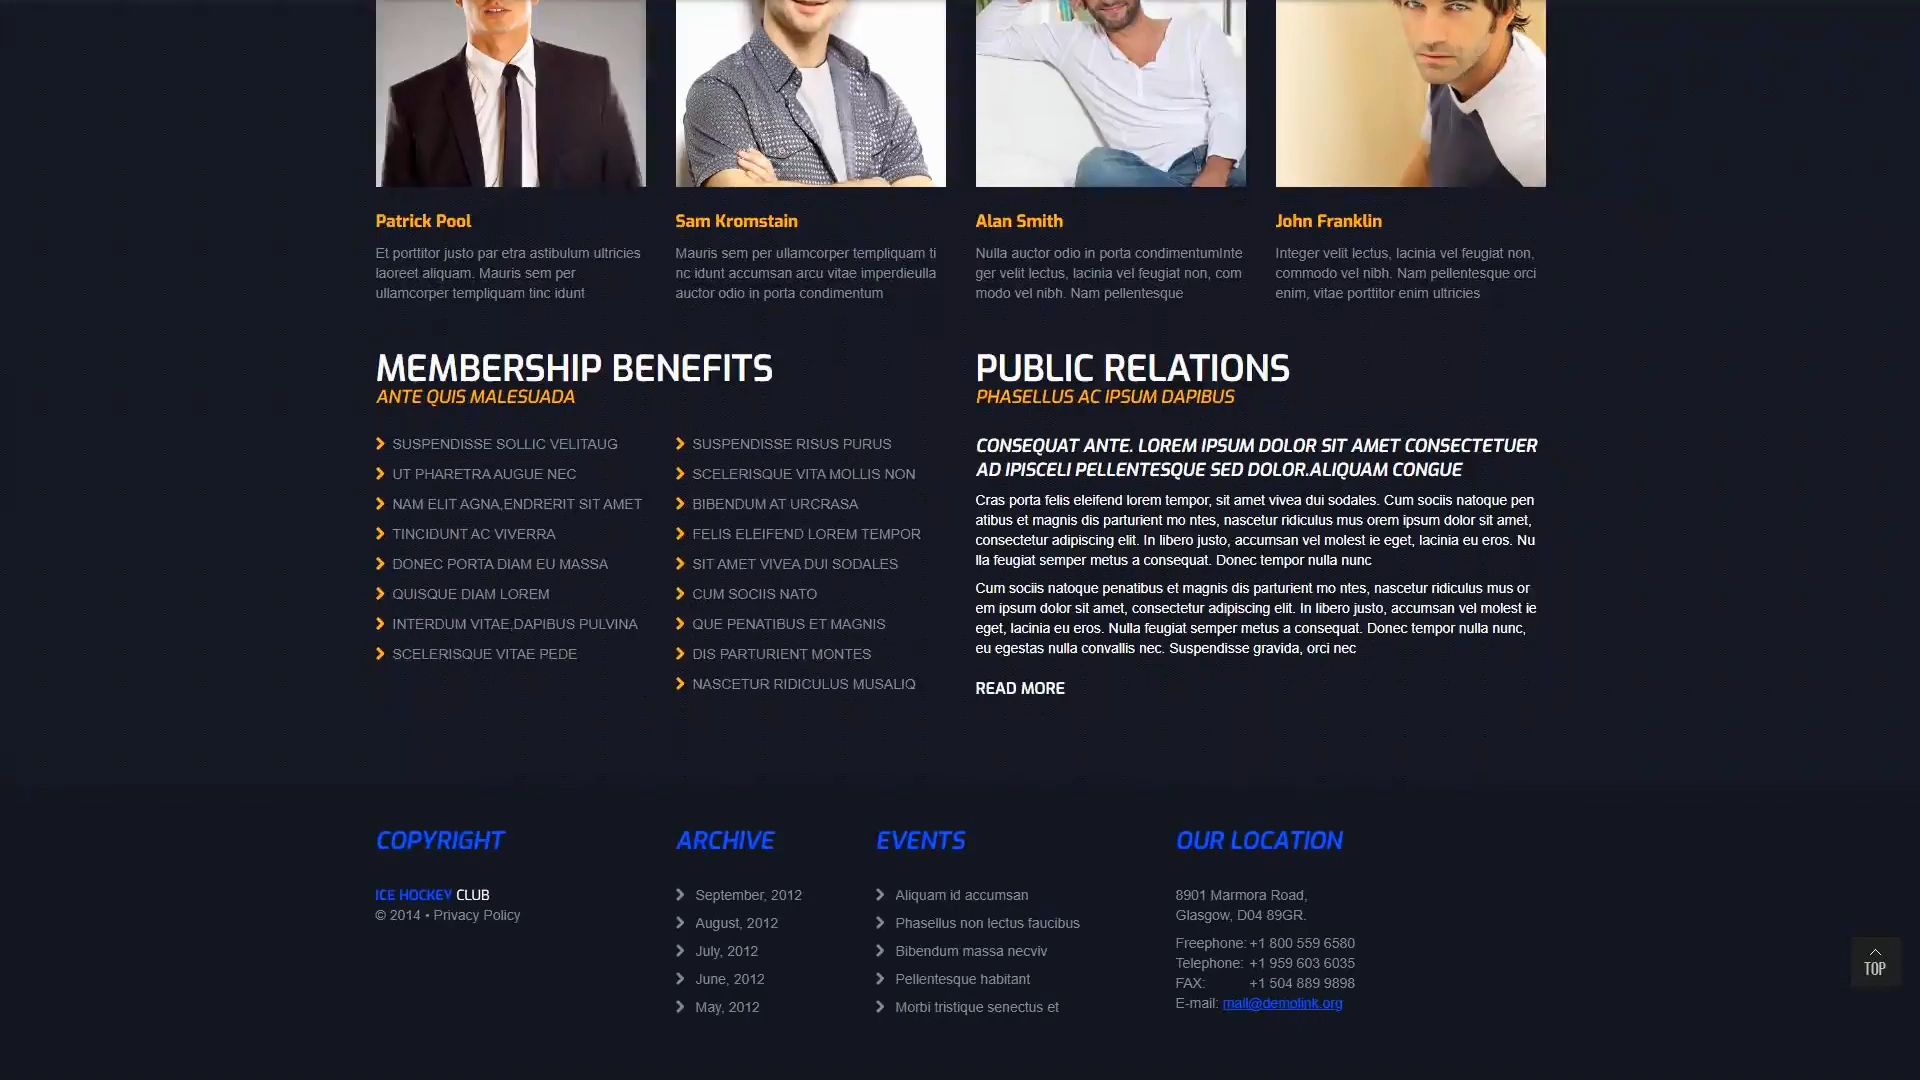 Patrick Pool
Et porttitor justo par etra astibulum ultricies
laoreet aliquam. Mauris sem per
ullamcorper templiquam tinc idunt
Sam Kromstain
Mauris sem per ullamcorper templiquam ti
nc idunt accumsan arcu vitae imperdieulla
auctor odio in porta condimentum
Alan Smith
Nulla auctor odio in porta condimentumInte
ger velit lectus, lacinia vel feugiat non, com
modo vel nibh. Nam pellentesque
John Franklin
Integer velit lectus, lacinia vel feugiat non,
commodo vel nibh. Nam pellentesque orci
enim, vitae porttitor enim ultricies
MEMBERSHIP BENEFITS
ANTE QUIS MALESUADA
SUSPENDISSE SOLLIC VELITAUG
UT PHARETRA AUGUE NEC
NAM ELIT AGNA,ENDRERIT SIT AMET
TINCIDUNT AC VIVERRA
DONEC PORTA DIAM EU MASSA
QUISQUE DIAM LOREM
INTERDUM VITAE,DAPIBUS PULVINA
SCELERISQUE VITAE PEDE
SUSPENDISSE RISUS PURUS
SCELERISQUE VITA MOLLIS NON
BIBENDUM AT URCRASA
FELIS ELEIFEND LOREM TEMPOR
SIT AMET VIVEA DUI SODALES
CUM SOCIIS NATO
QUE PENATIBUS ET MAGNIS
DIS PARTURIENT MONTES
NASCETUR RIDICULUS MUSALIQ
PUBLIC RELATIONS
PHASELLUS AC IPSUM DAPIBUS
CONSEQUAT ANTE. LOREM IPSUM DOLOR SIT AMET CONSECTETUER
AD IPISCELI PELLENTESQUE SED DOLOR.ALIQUAM CONGUE
Cras porta felis eleifend lorem tempor, sit amet vivea dui sodales. Cum sociis natoque pen
atibus et magnis dis parturient mo ntes, nascetur ridiculus mus orem ipsum dolor sit amet,
consectetur adipiscing elit. In libero justo, accumsan vel molest ie eget, lacinia eu eros. Nu
lla feugiat semper metus a consequat. Donec tempor nulla nunc
Cum sociis natoque penatibus et magnis dis parturient mo ntes, nascetur ridiculus mus or
em ipsum dolor sit amet, consectetur adipiscing elit. In libero justo, accumsan vel molest ie
eget, lacinia eu eros. Nulla feugiat semper metus a consequat. Donec tempor nulla nunc,
eu egestas nulla convallis nec. Suspendisse gravida, orci nec
READ MORE
COPYRIGHT
ICE HOCKEY CLUB
© 2014 • Privacy Policy
ARCHIVE
September, 2012
August, 2012
July, 2012
June, 2012
May, 2012
EVENTS
Aliquam id accumsan
Phasellus non lectus faucibus
Bibendum massa necviv
Pellentesque habitant
Morbi tristique senectus et
OUR LOCATION
8901 Marmora Road,
Glasgow, D04 89GR.
Freephone: +1 800 559 6580
Telephone: +1 959 603 6035
FAX: +1 504 889 9898
E-mail: mail@demolink.org
TOP